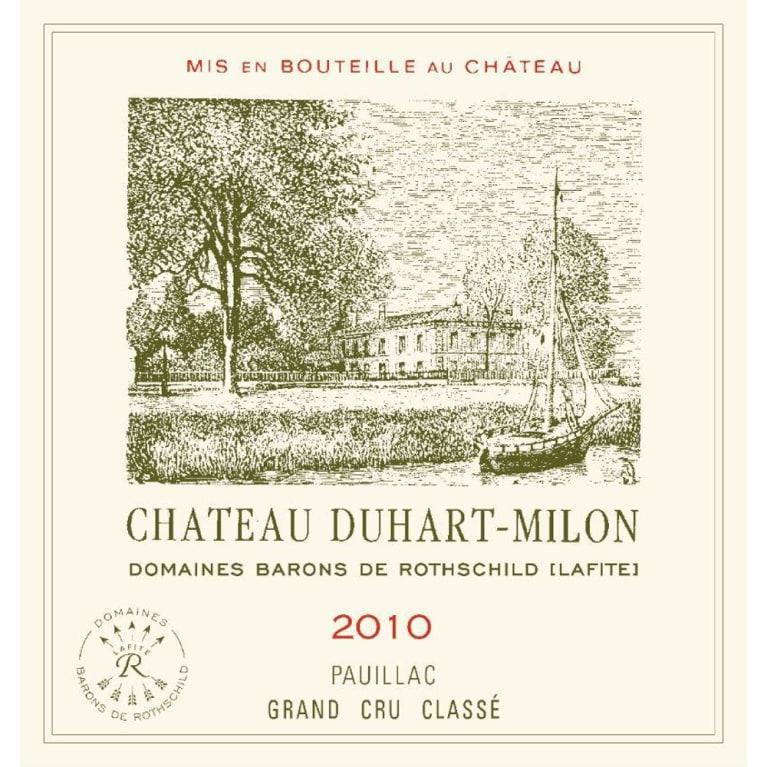 MIS EN BOUTEILLE AU CHÂTEAU
CHATEAU DUHART-MILON
DOMAINES BARONS DE ROTHSCHILD [LAFITE]
2010
PAUILLAC
GRAND CRU CLASSÉ
DOMAINES
LAFITE
R
BARONS DE ROTHSCHILD